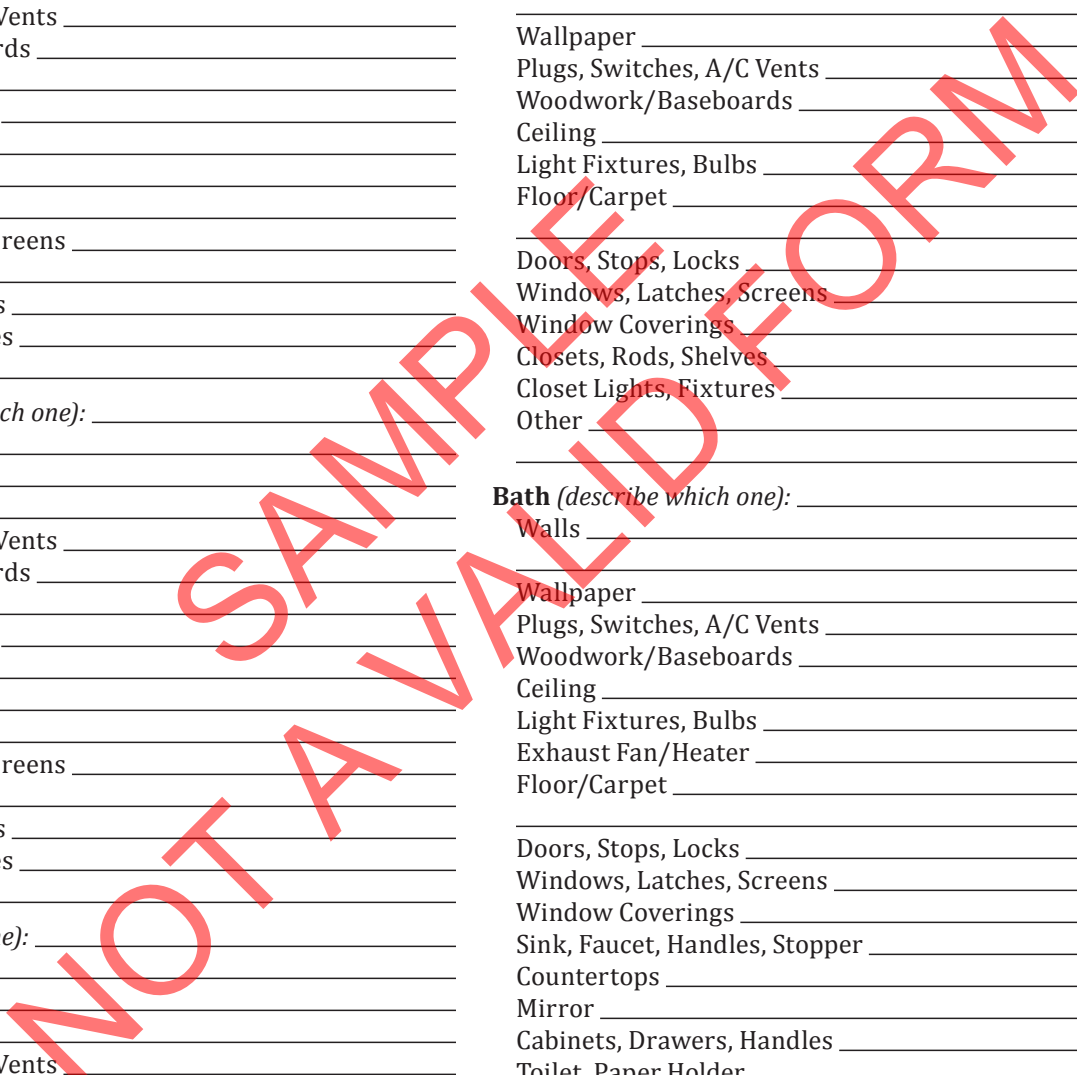 Vents
rds
reens
s
es
ch one):
Vents
rds
reens
s
es
e):
Vents
Wallpaper
Plugs, Switches, A/C Vents
Woodwork/Baseboards
Ceiling
Light Fixtures, Bulbs
Floor/Carpet
Doors, Stops, Locks
Windows, Latches, Screens
Window Coverings
Closets, Rods, Shelves
Closet Lights, Fixtures
Other
Bath (describe which one):
Walls
Wallpaper
Plugs, Switches, A/C Vents
Woodwork/Baseboards
Ceiling
Light Fixtures, Bulbs
Exhaust Fan/Heater
Floor/Carpet
Doors, Stops, Locks
Windows, Latches, Screens
Window Coverings
Sink, Faucet, Handles, Stopper
Countertops
Mirror
Cabinets, Drawers, Handles
Toilet, Paper Holder
SAMPLE
NOT A VALID FORM